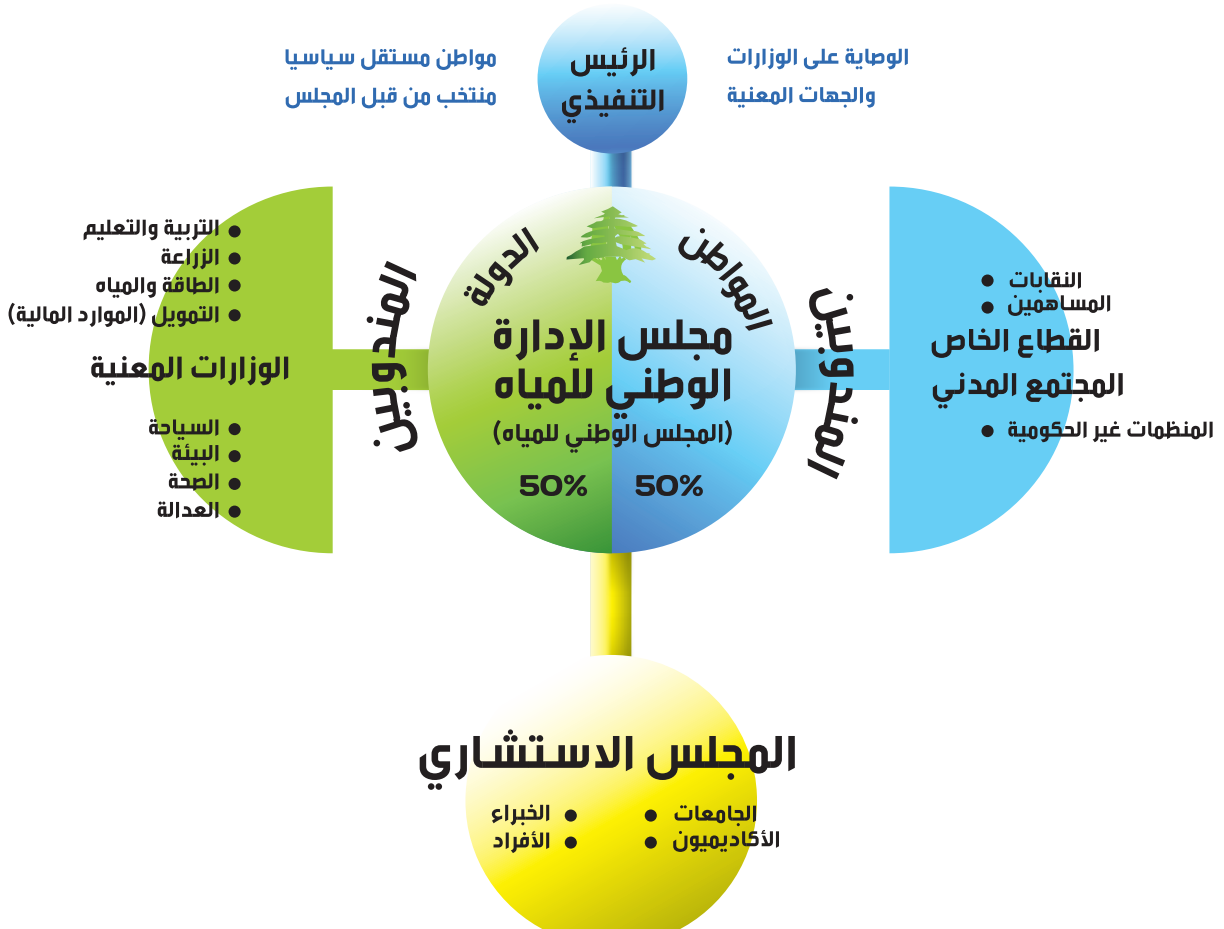 الرئيس
التنفيذي
الوصاية على الوزارات
والجهات المعنية
مواطن مستقل سياسيا
منتخب من قبل المجلس
المواطن
الدولة
مجلس الإدارة
الوطني للمياه
(المجلس الوطني للمياه)
50%
50%
المندوبين
النقابات
المساهمين
القطاع الخاص
المجتمع المدني
المنظمات غير الحكومية
المندوبين
التربية والتعليم
الزراعة
الطاقة والمياه
التمويل (الموارد المالية)
الوزارات المعنية
السياحة
البيئة
الصحة
العدالة
المجلس الاستشاري
الجامعات
الأكاديميون
الخبراء
الأفراد